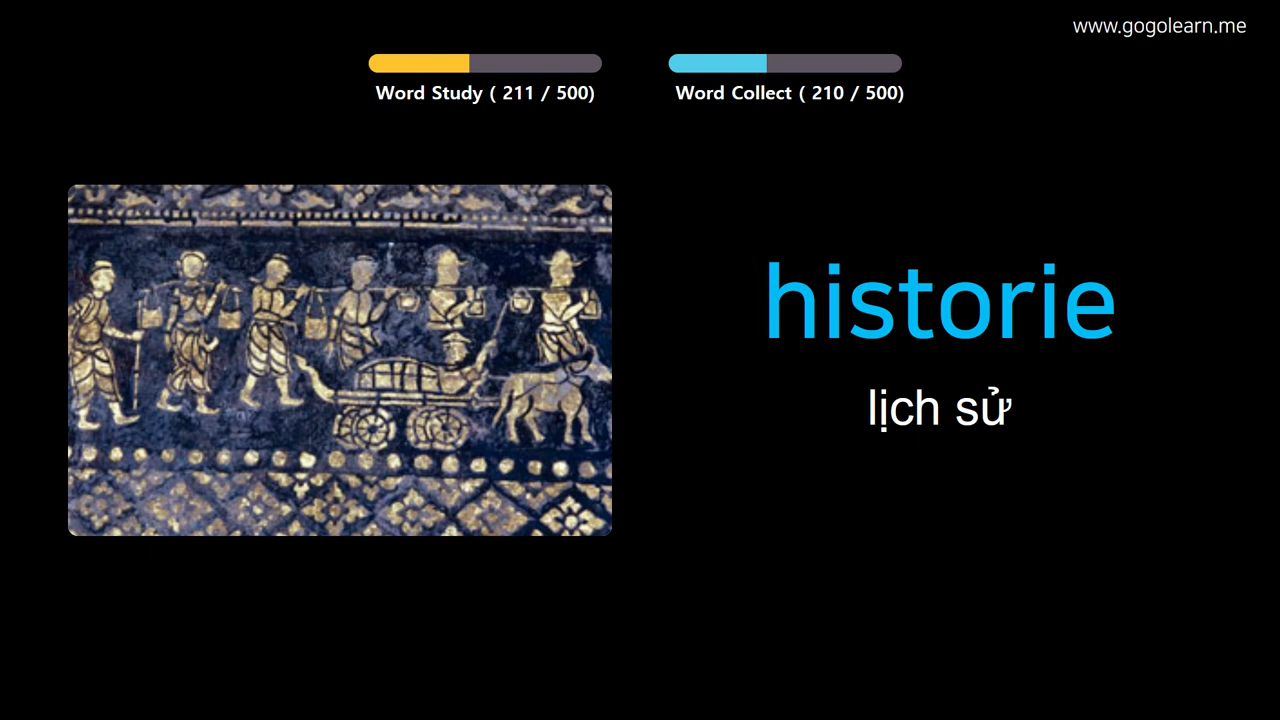 www.gogolearn.me
Word Study ( 211 / 500)
Word Collect ( 210 / 500)
historie
lịch sử